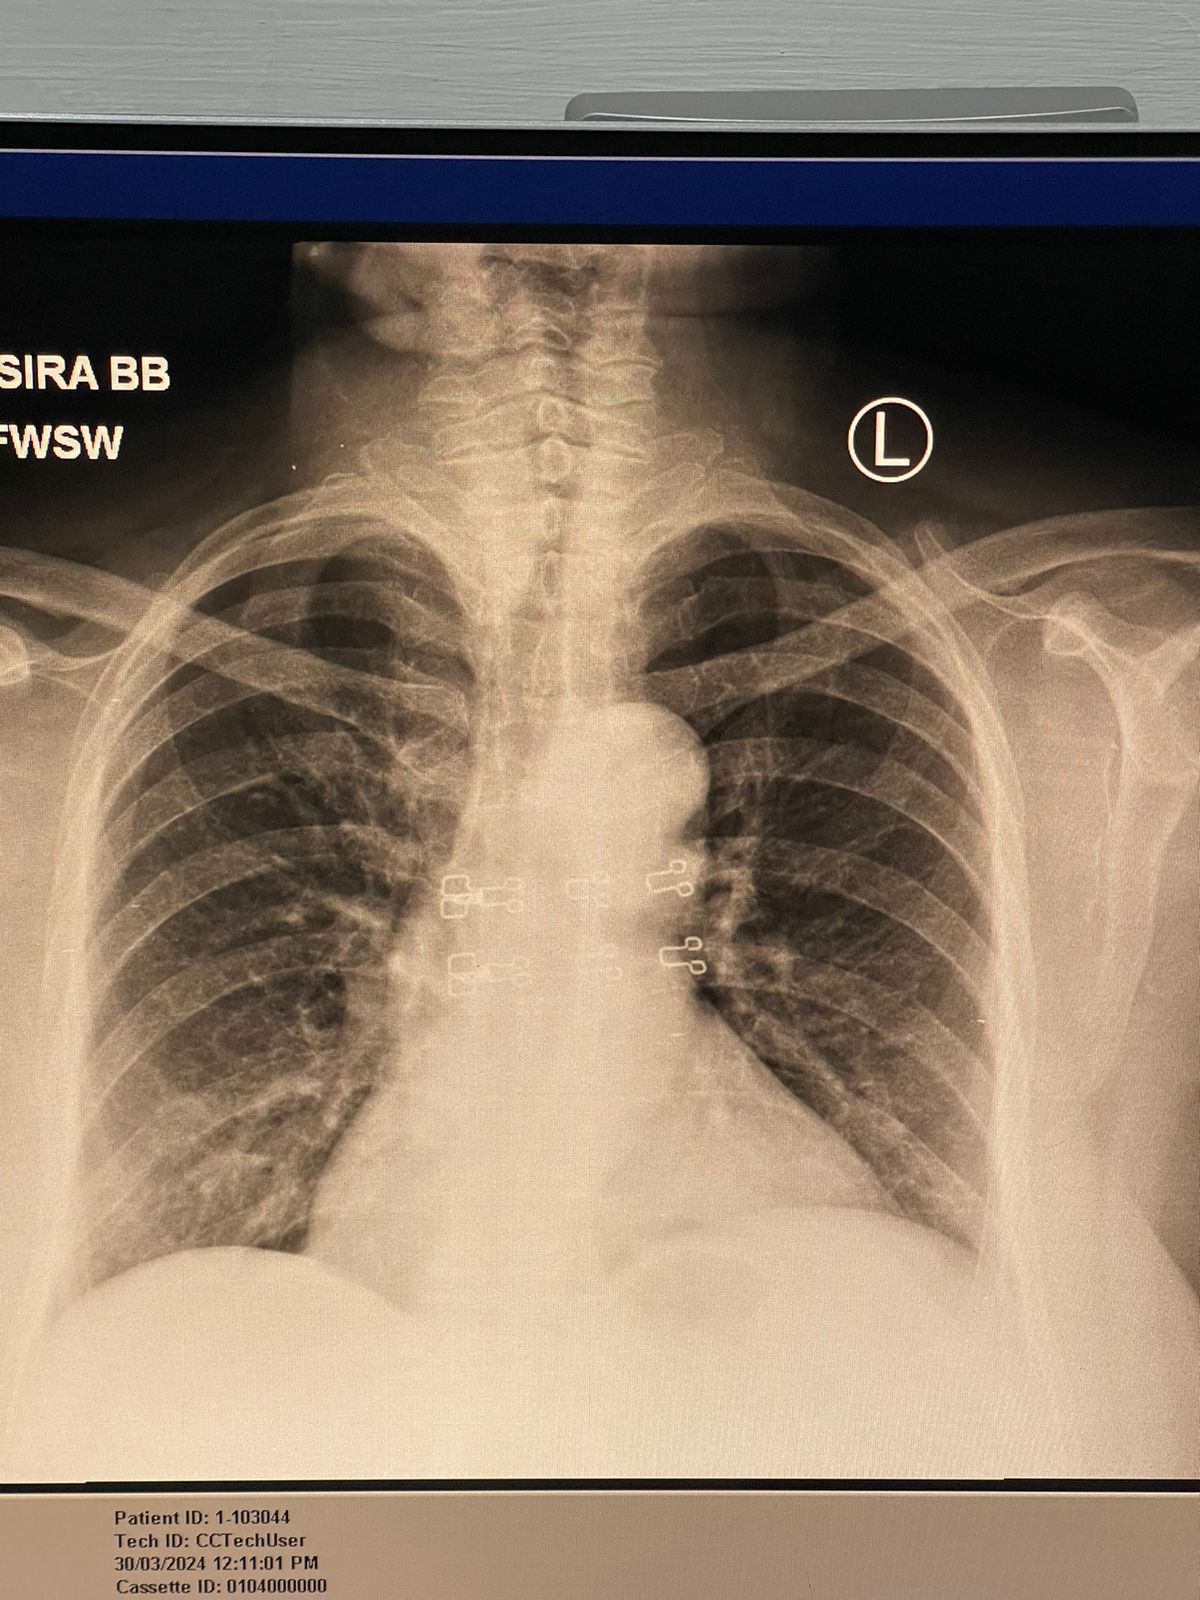 SIRA BB
FWSW
L
Patient ID: 1-103044
Tech ID: CCTechUser
30/03/2024 12:11:01 PM
Cassette ID: 0104000000